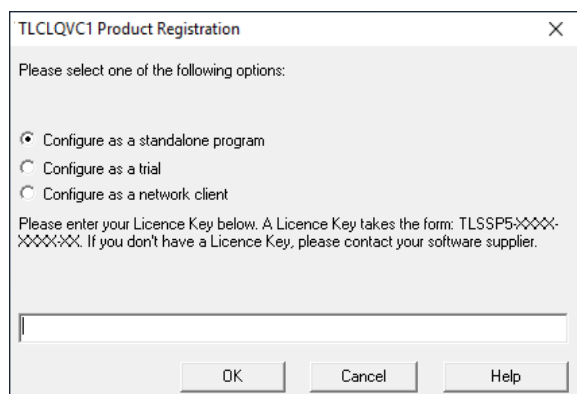 TLCLQVC1 Product Registration
Please select one of the following options:
Configure as a standalone program
Configure as a trial
Configure as a network client
Please enter your Licence Key below. A Licence Key takes the form: TLSSP5-XXXX-
XXXX-XX. If you don't have a Licence Key, please contact your software supplier.
OK Cancel Help